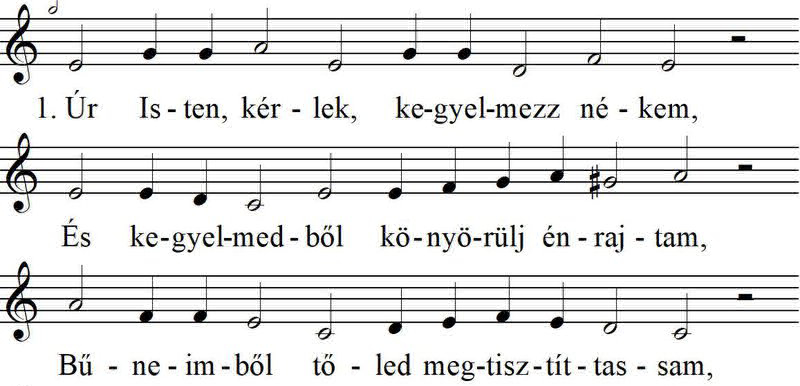 1. Úr Is - ten, kér - lek, ke-gyel-mezz né - kem,
És ke-gyel-med-ből kö-nyö-rülj én-raj-tam,
Bű - ne-im-ből tő - led meg-tisz-tít-tas-sam,